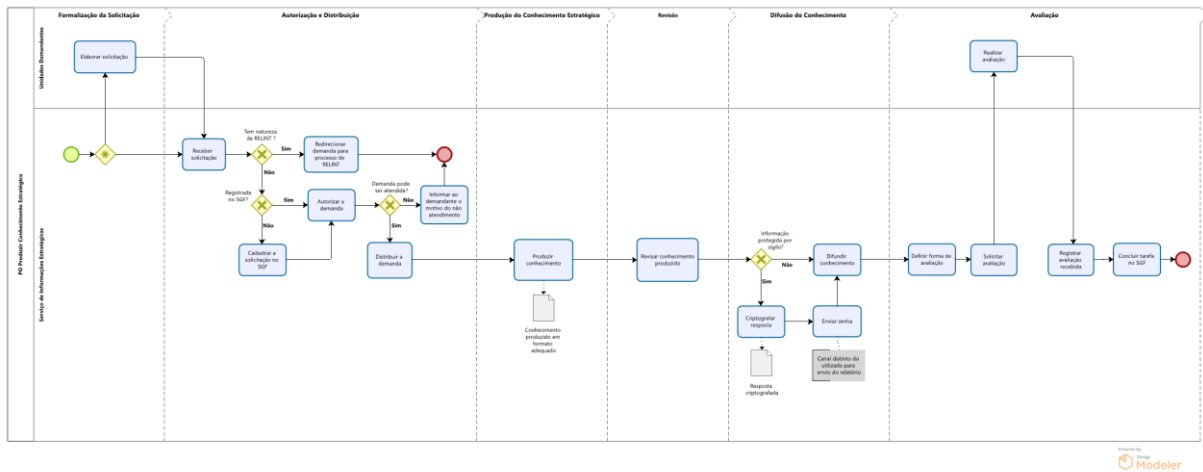 Formalização da Solicitação
Autorização e Distribuição
Produção do Conhecimento Estratégico
Revisão
Difusão do Conhecimento
Avaliação
PO Produzir Conhecimento Estratégico
Unidades Demandantes
Elaborar solicitação
Realizar
avaliação
Serviço de Informações Estratégicas
Receber
solicitação
Tem natureza
de RELINT ?
Sim
Redirecionar
demanda para
processo de
RELINT
Não
Registrada
no SGF?
Sim
Autorizar a
demanda
Demanda pode
ser atendida?
Não
Informar ao
demandante o
motivo do não
atendimento
Não
Sim
Cadastrar a
solicitação no
SGF
Distribuir a
demanda
Produzir
conhecimento
Conhecimento
produzido em
formato
adequado
Revisar conhecimento
produzido
Informação
protegida por
sigilo?
Não
Sim
Difundir
conhecimento
Criptografar
resposta
Enviar senha
Resposta
criptografada
Canal distinto do
utilizado para
envio do relatório
Definir forma de
avaliação
Solicitar
avaliação
Registrar
avaliação
recebida
Concluir tarefa
no SGF
Powered by
bizagi
Modeler